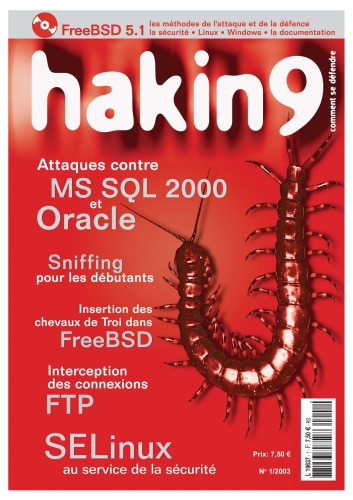 FreeBSD 5.1
les méthodes de l'attaque et de la défence
la sécurité • Linux • Windows • la documentation
hakin9
comment se défendre
Attaques contre
MS SQL 2000
et
Oracle
Sniffing
pour les débutants
Insertion des
chevaux de Troi dans
FreeBSD
Interception
des connexions
FTP
SELinux
au service de la sécurité
Prix: 7,50 €
N° 1/2003